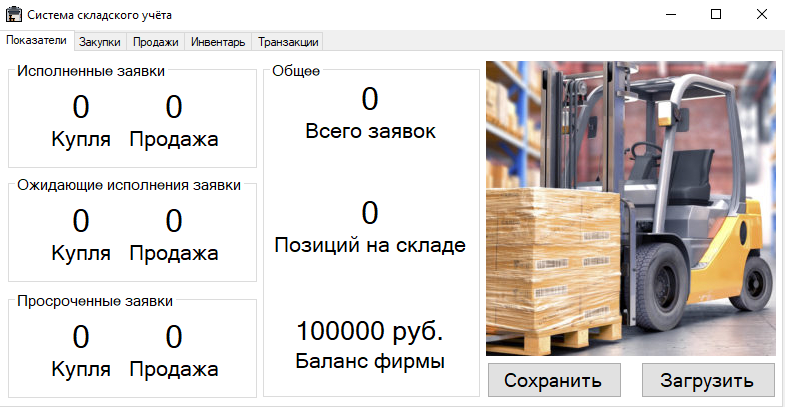 Система складского учёта
Показатели Закупки Продажи Инвентарь Транзакции
Исполненные заявки
0 0
Купля Продажа
Ожидающие исполнения заявки
0 0
Купля Продажа
Просроченные заявки
0 0
Купля Продажа
Общее
0
Всего заявок
0
Позиций на складе
100000 руб.
Баланс фирмы
Сохранить Загрузить